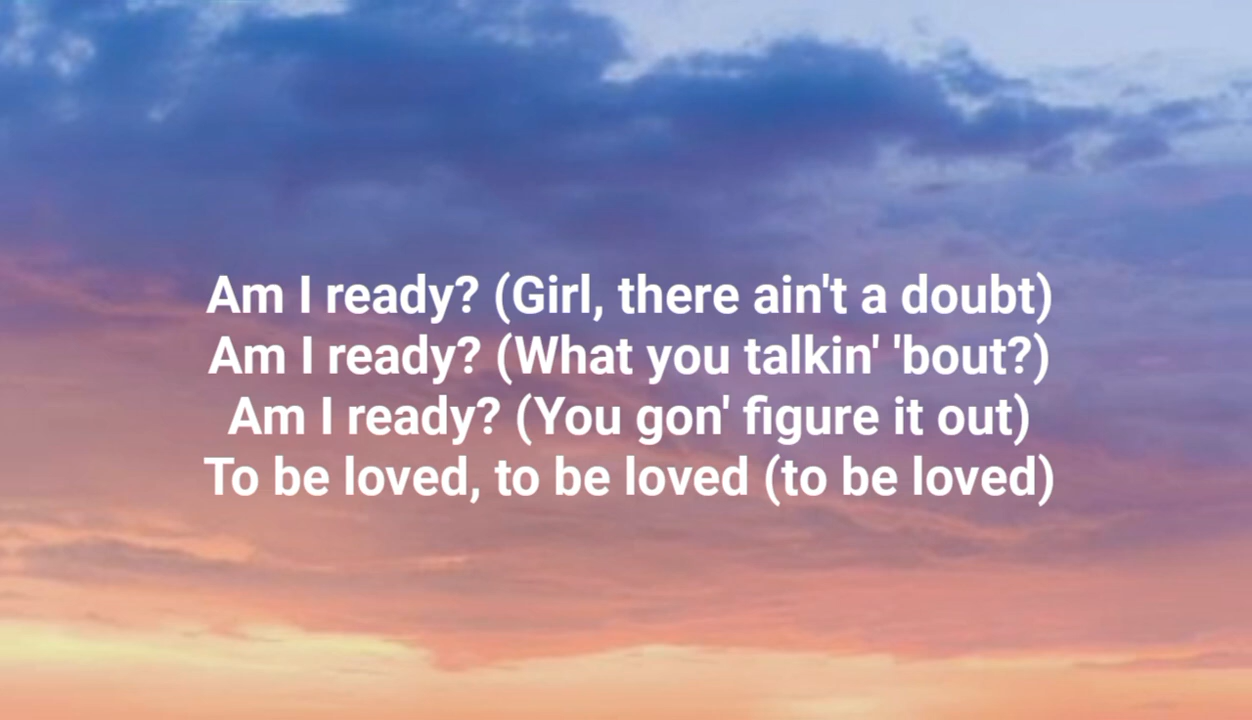 Am I ready? (Girl, there ain't a doubt)
Am I ready? (What you talkin' 'bout?)
Am I ready? (You gon' figure it out)
To be loved, to be loved (to be loved)